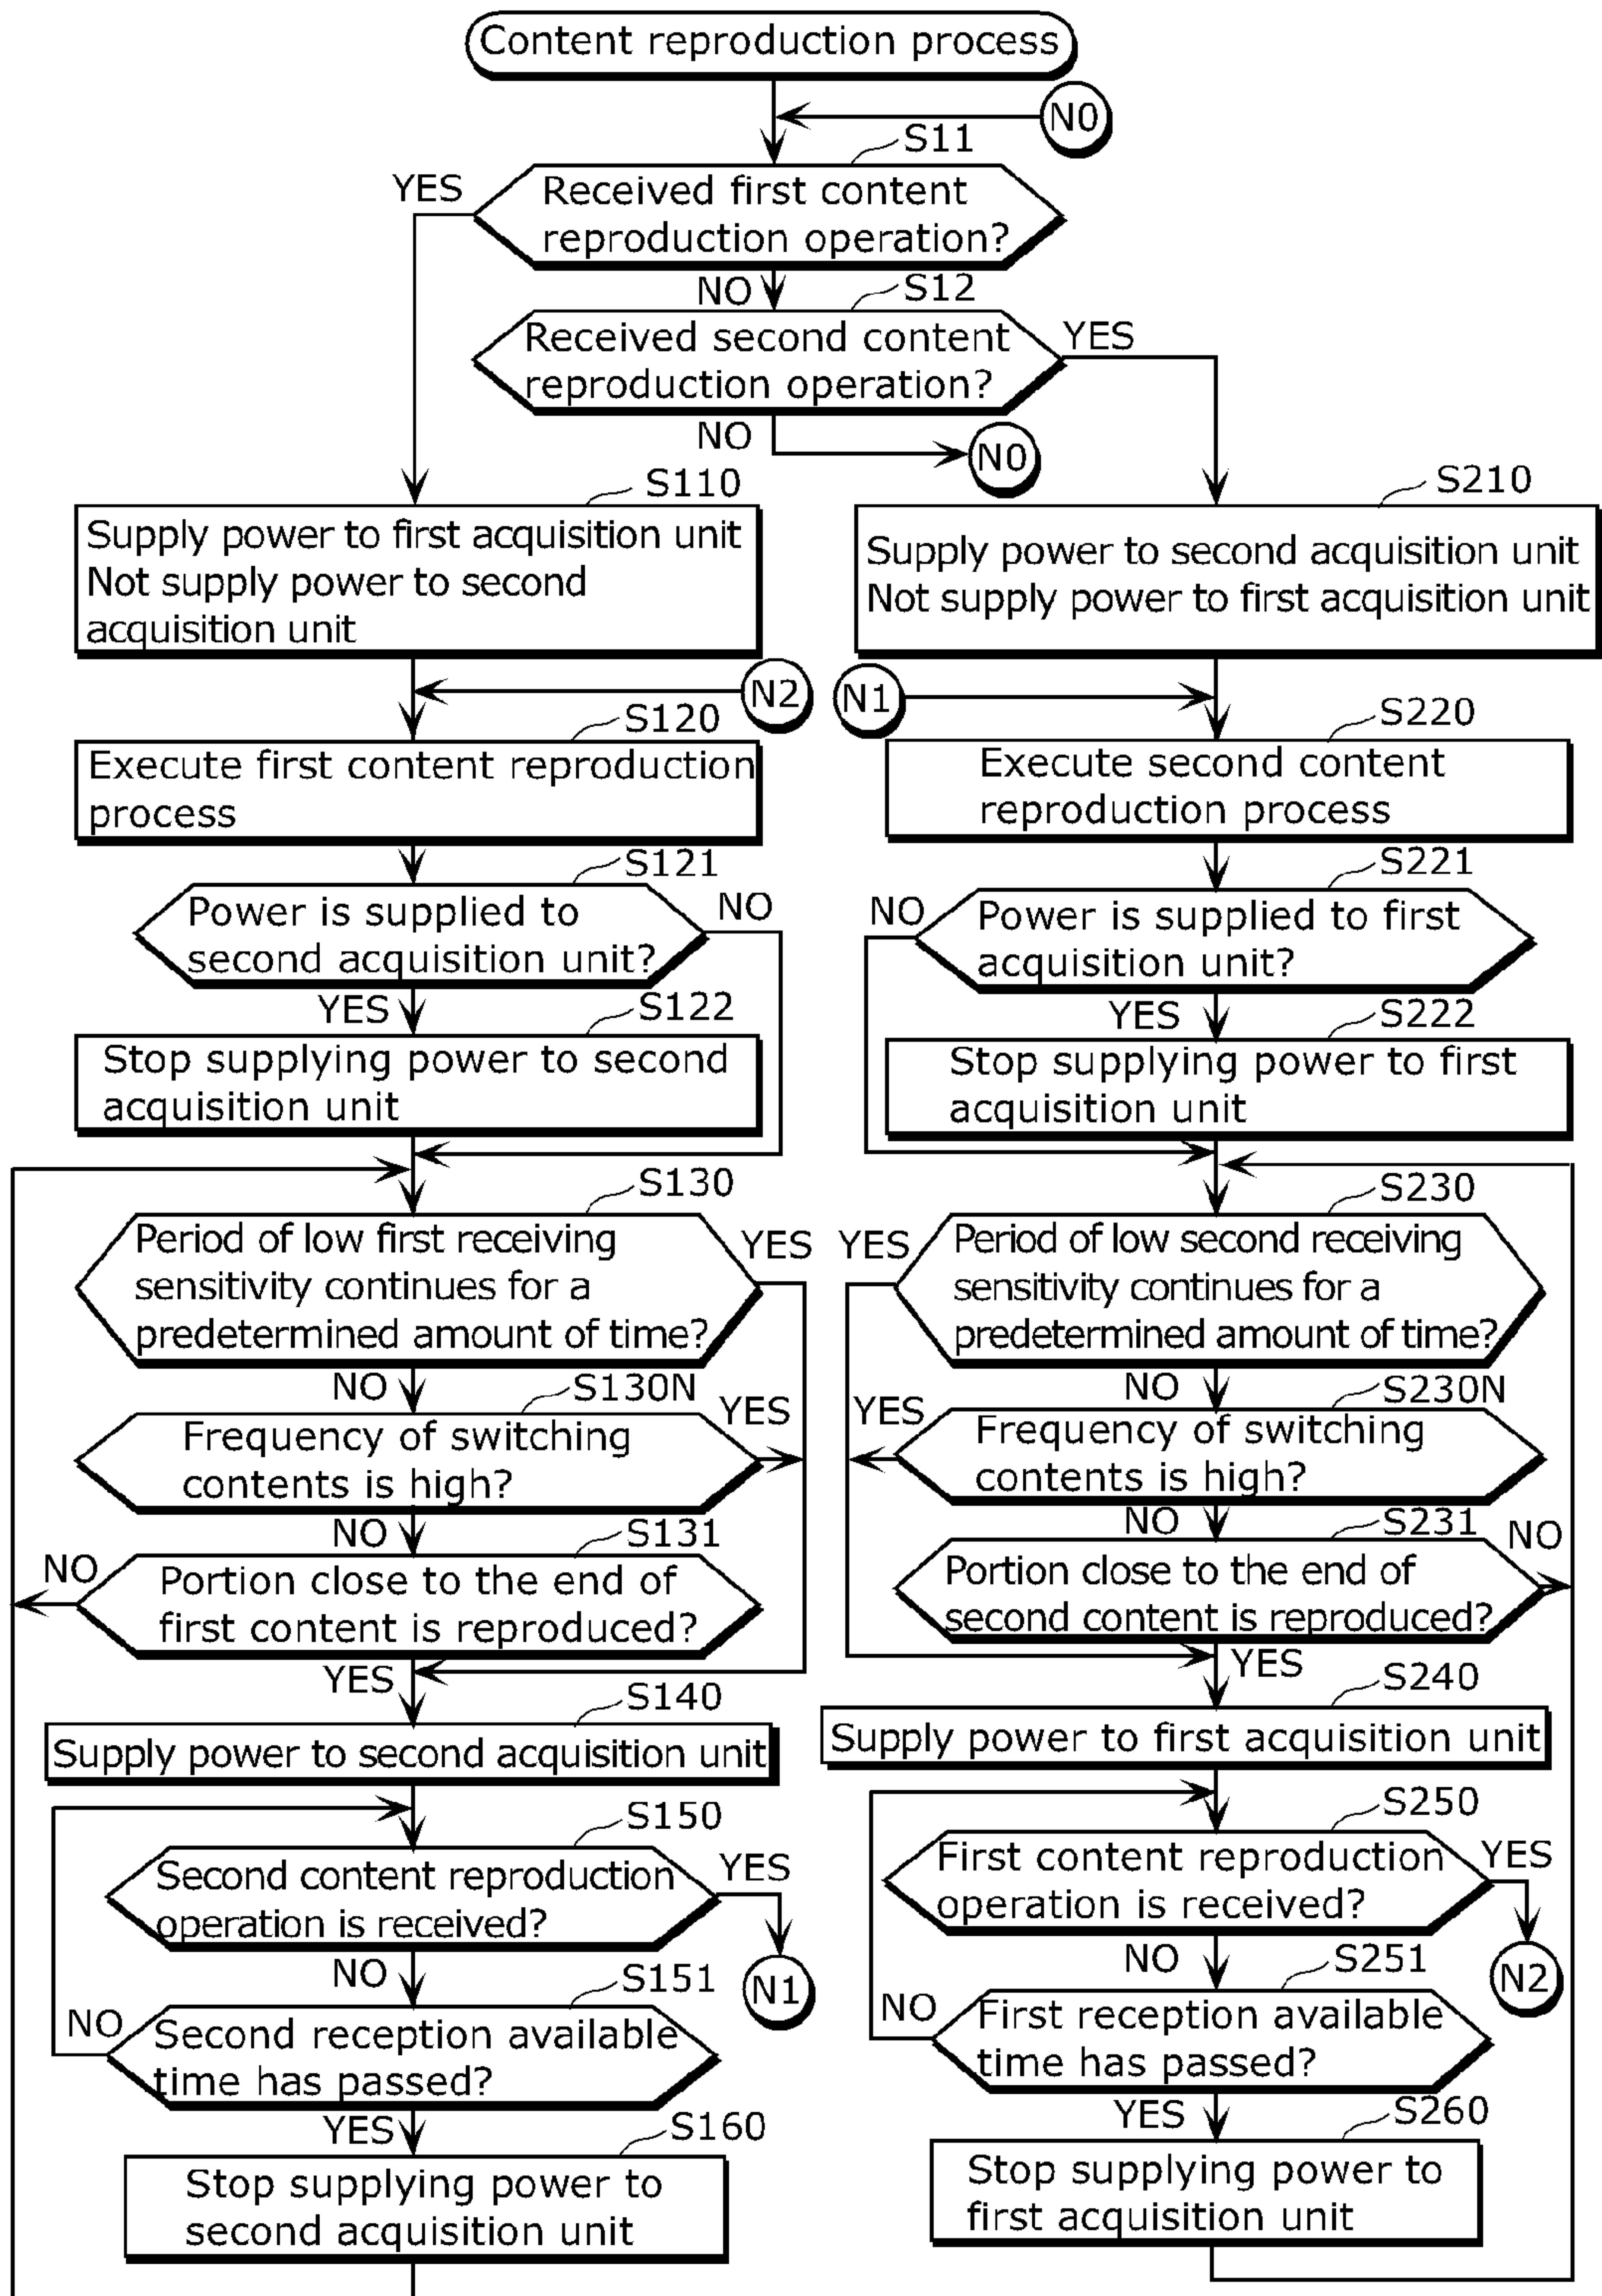 Content reproduction process
N0
S11
YES
Received first content
reproduction operation?
NO
S12
Received second content
reproduction operation?
YES
NO
N0
S110
Supply power to first acquisition unit
Not supply power to second
acquisition unit
S210
Supply power to second acquisition unit
Not supply power to first acquisition unit
N2
N1
S120
Execute first content reproduction
process
S220
Execute second content
reproduction process
S121
Power is supplied to
second acquisition unit?
NO
S221
NO
Power is supplied to first
acquisition unit?
YES
S122
Stop supplying power to second
acquisition unit
YES
S222
Stop supplying power to first
acquisition unit
S130
Period of low first receiving
sensitivity continues for a
predetermined amount of time?
YES
S230
YES
Period of low second receiving
sensitivity continues for a
predetermined amount of time?
NO
S130N
Frequency of switching
contents is high?
YES
NO
S230N
YES
Frequency of switching
contents is high?
NO
S131
NO
Portion close to the end of
first content is reproduced?
NO
S231
NO
Portion close to the end of
second content is reproduced?
YES
S140
Supply power to second acquisition unit
YES
S240
Supply power to first acquisition unit
S150
Second content reproduction
operation is received?
YES
N1
S250
First content reproduction
operation is received?
YES
N2
NO
S151
NO
Second reception available
time has passed?
NO
S251
NO
First reception available
time has passed?
YES
S160
Stop supplying power to
second acquisition unit
YES
S260
Stop supplying power to
first acquisition unit